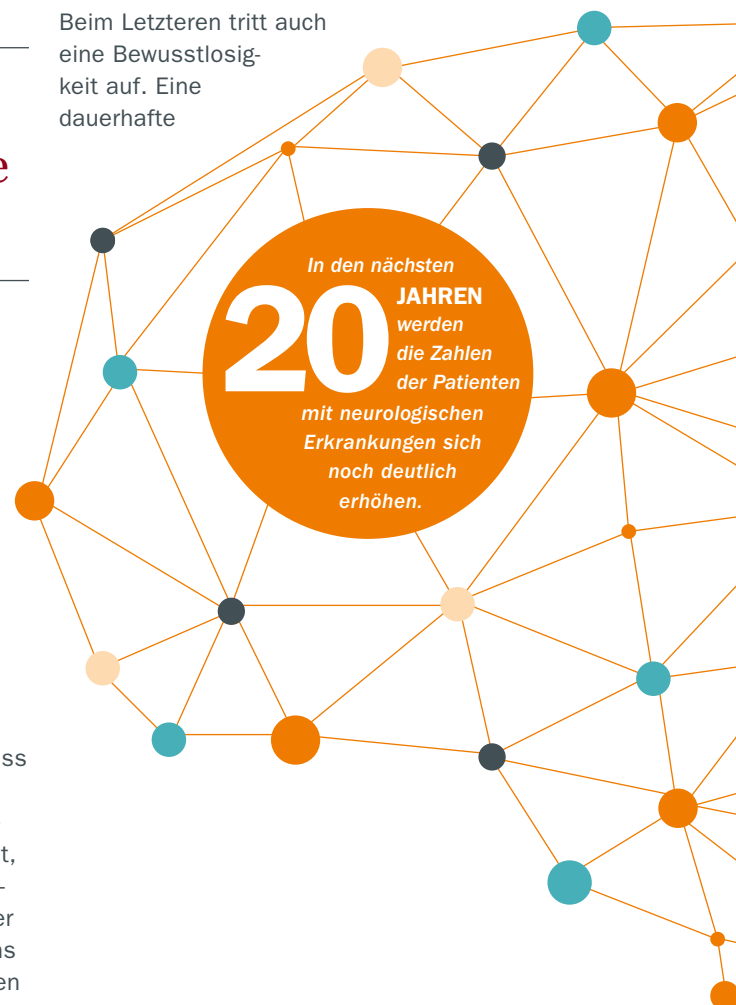 Beim Letzteren tritt auch
eine Bewusstlosig-
keit auf. Eine
dauerhafte
In den nächsten
20 JAHREN
werden
die Zahlen
der Patienten
mit neurologischen
Erkrankungen sich
noch deutlich
erhöhen.